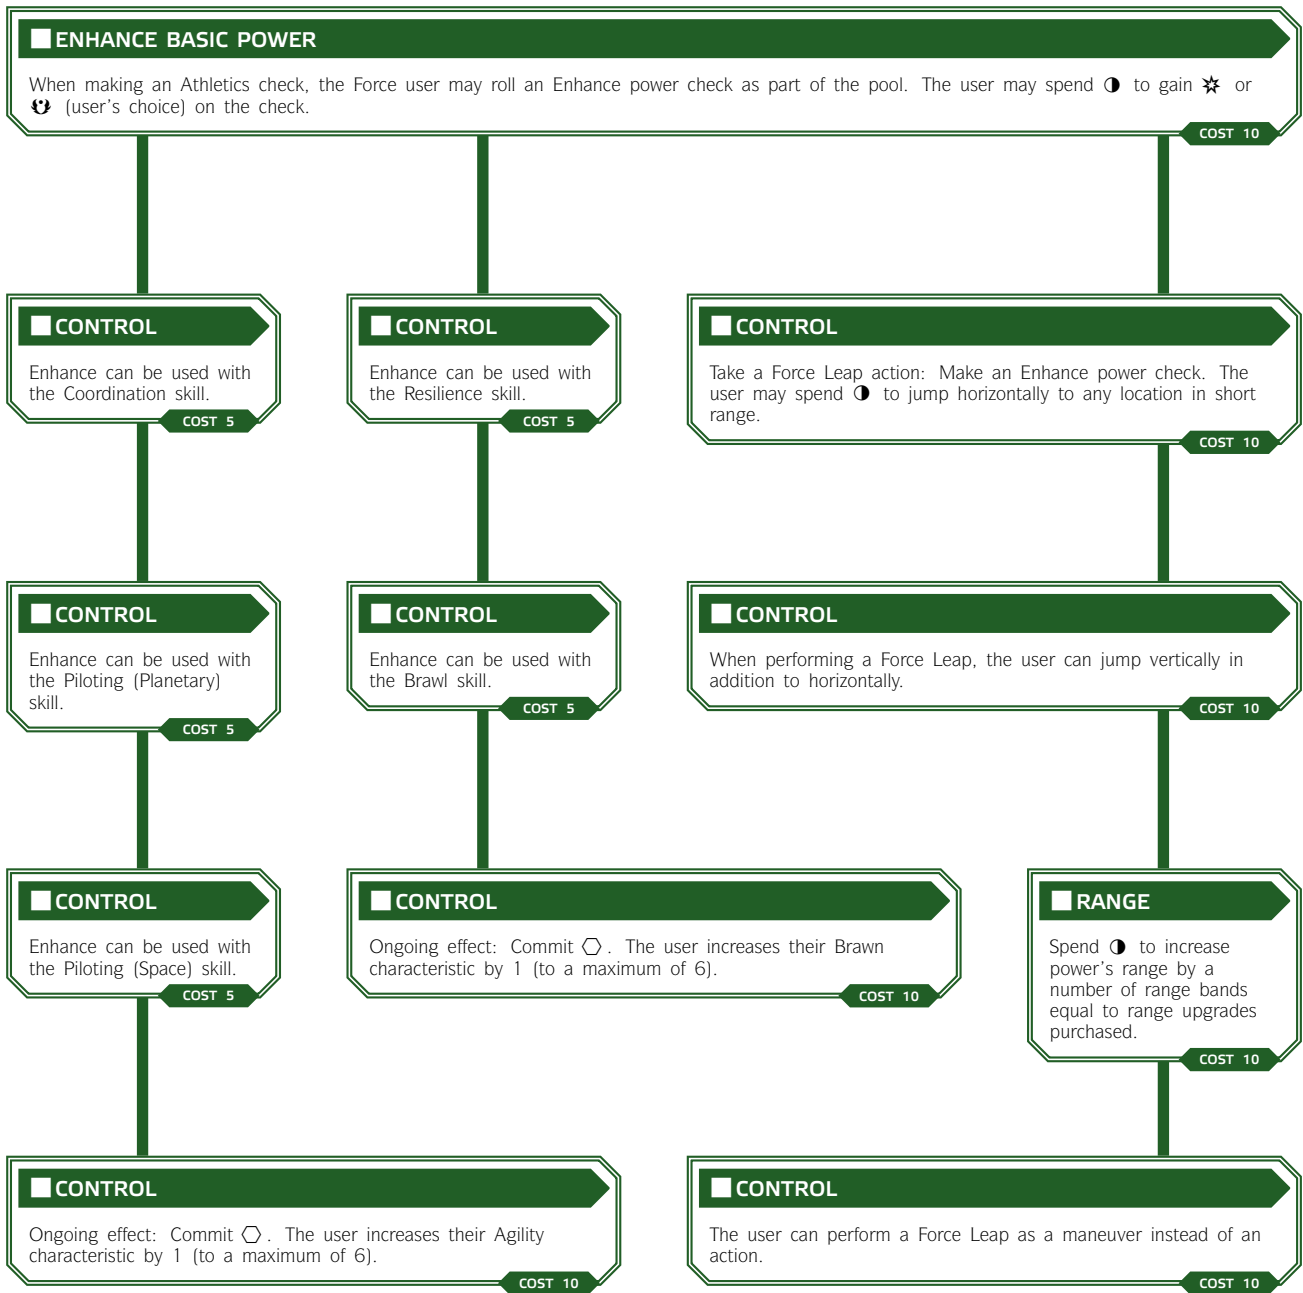 ENHANCE BASIC POWER
When making an Athletics check, the Force user may roll an Enhance power check as part of the pool. The user may spend ◑ to gain or
(user's choice) on the check.
COST 10
CONTROL
Enhance can be used with
the Coordination skill.
COST 5
CONTROL
Enhance can be used with
the Resilience skill.
COST 5
CONTROL
Take a Force Leap action: Make an Enhance power check. The
user may spend ◑ to jump horizontally to any location in short
range.
COST 10
CONTROL
Enhance can be used with
the Piloting (Planetary)
skill.
COST 5
CONTROL
Enhance can be used with
the Brawl skill.
COST 5
CONTROL
When performing a Force Leap, the user can jump vertically in
addition to horizontally.
COST 10
CONTROL
Enhance can be used with
the Piloting (Space) skill.
COST 5
CONTROL
Ongoing effect: Commit ⬡. The user increases their Brawn
characteristic by 1 (to a maximum of 6).
COST 10
RANGE
Spend ◑ to increase
power's range by a
number of range bands
equal to range upgrades
purchased.
COST 10
CONTROL
Ongoing effect: Commit ⬡. The user increases their Agility
characteristic by 1 (to a maximum of 6).
COST 10
CONTROL
The user can perform a Force Leap as a maneuver instead of an
action.
COST 10